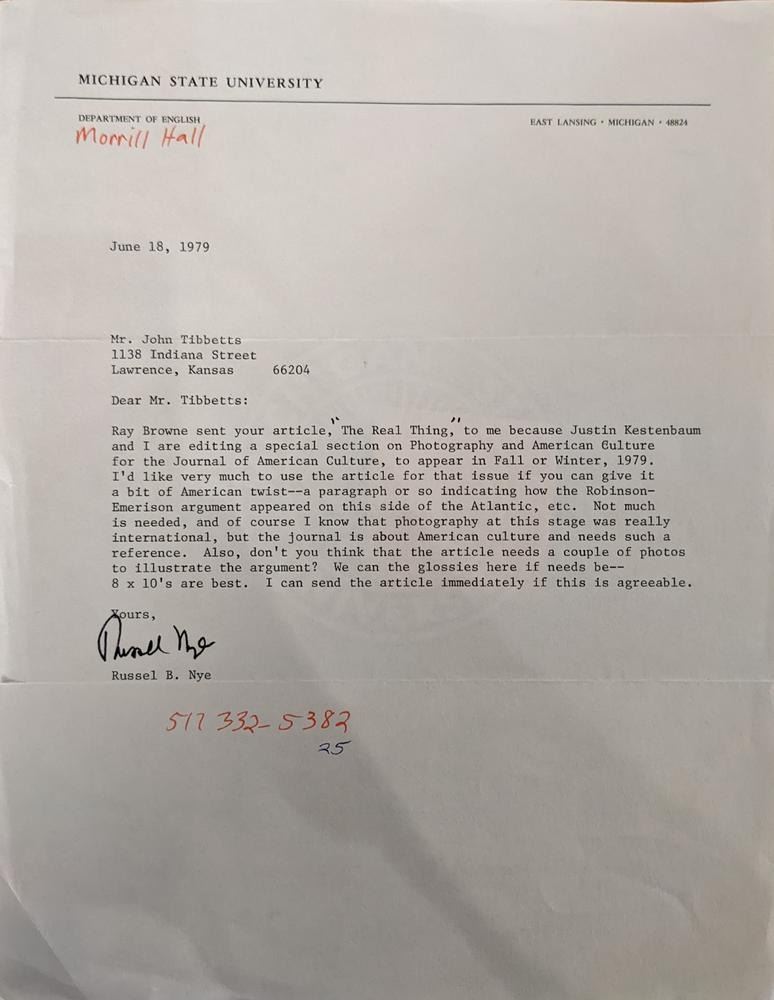 MICHIGAN STATE UNIVERSITY
DEPARTMENT OF ENGLISH
EAST LANSING • MICHIGAN • 48824
Morrill Hall
June 18, 1979
Mr. John Tibbetts
1138 Indiana Street
Lawrence, Kansas 66204
Dear Mr. Tibbetts:
Ray Browne sent your article, "The Real Thing," to me because Justin Kestenbaum
and I are editing a special section on Photography and American Culture
for the Journal of American Culture, to appear in Fall or Winter, 1979.
I'd like very much to use the article for that issue if you can give it
a bit of American twist--a paragraph or so indicating how the Robinson-
Emerison argument appeared on this side of the Atlantic, etc. Not much
is needed, and of course I know that photography at this stage was really
international, but the journal is about American culture and needs such a
reference. Also, don't you think that the article needs a couple of photos
to illustrate the argument? We can the glossies here if needs be--
8 x 10's are best. I can send the article immediately if this is agreeable.
Yours,
Russel Nye
Russel B. Nye
517 332-5382
25